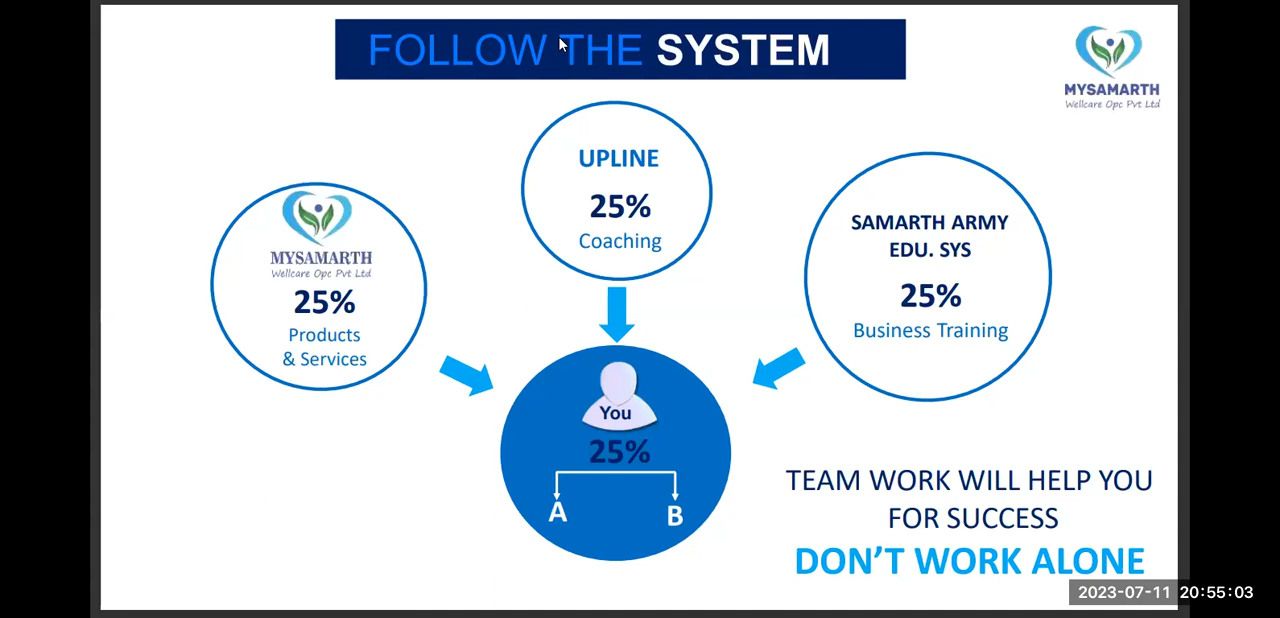 FOLLOW THE SYSTEM
MYSAMARTH
Wellcare Opc Pvt Ltd
UPLINE
25%
Coaching
MYSAMARTH
Wellcare Opc Pvt Ltd
25%
Products
& Services
SAMARTH ARMY
EDU. SYS
25%
Business Training
You
25%
A B
TEAM WORK WILL HELP YOU
FOR SUCCESS
DON'T WORK ALONE
2023-07-11 20:55:03